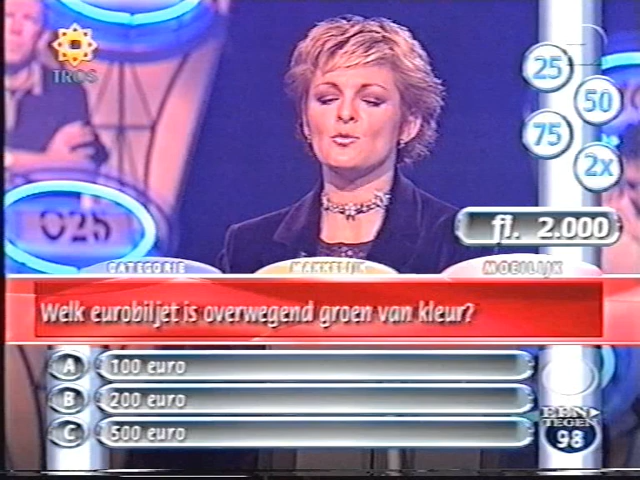 TROS
25
50
75
2x
025
fl. 2.000
CATEGORIE
MAKKELIJK
MOEILIJK
Welk eurobiljet is overwegend groen van kleur?
A 100 euro
B 200 euro
C 500 euro
EEN
TEGEN
98